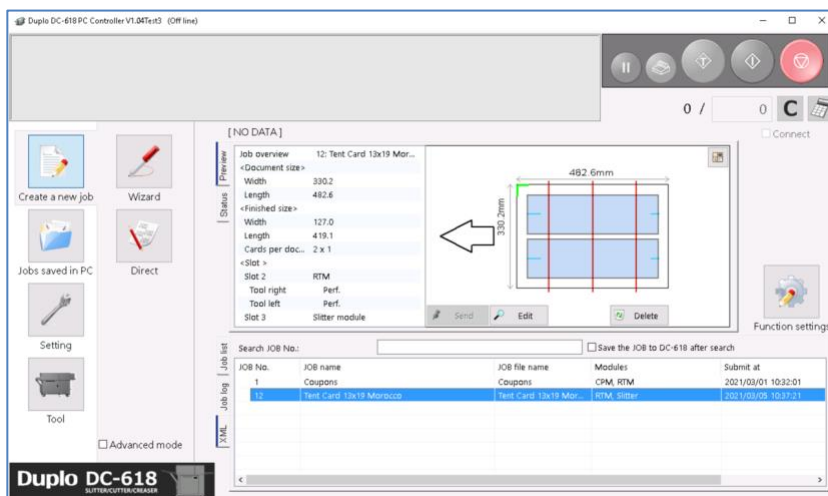 Duplo DC-618 PC Controller V1.04Test3 (Off line)
0 / 0 C
Connect
[NO DATA]
Create a new job
Wizard
Jobs saved in PC
Direct
Setting
Tool
Advanced mode
Preview
Status
Job overview 12: Tent Card 13x19 Mor...
<Document size>
Width 330.2
Length 482.6
<Finished size>
Width 127.0
Length 419.1
Cards per doc... 2 x 1
<Slot >
Slot 2 RTM
Tool right Perf.
Tool left Perf.
Slot 3 Slitter module
482.6mm
330.2mm
Send
Edit
Delete
Function settings
Job list
Job log
XML
Search JOB No.:
Save the JOB to DC-618 after search
JOB No. JOB name JOB file name Modules Submit at
1 Coupons Coupons CPM, RTM 2021/03/01 10:32:01
12 Tent Card 13x19 Morocco Tent Card 13x19 Mor... RTM, Slitter 2021/03/05 10:37:21
Duplo DC-618
SLITTER/CUTTER/CREASER